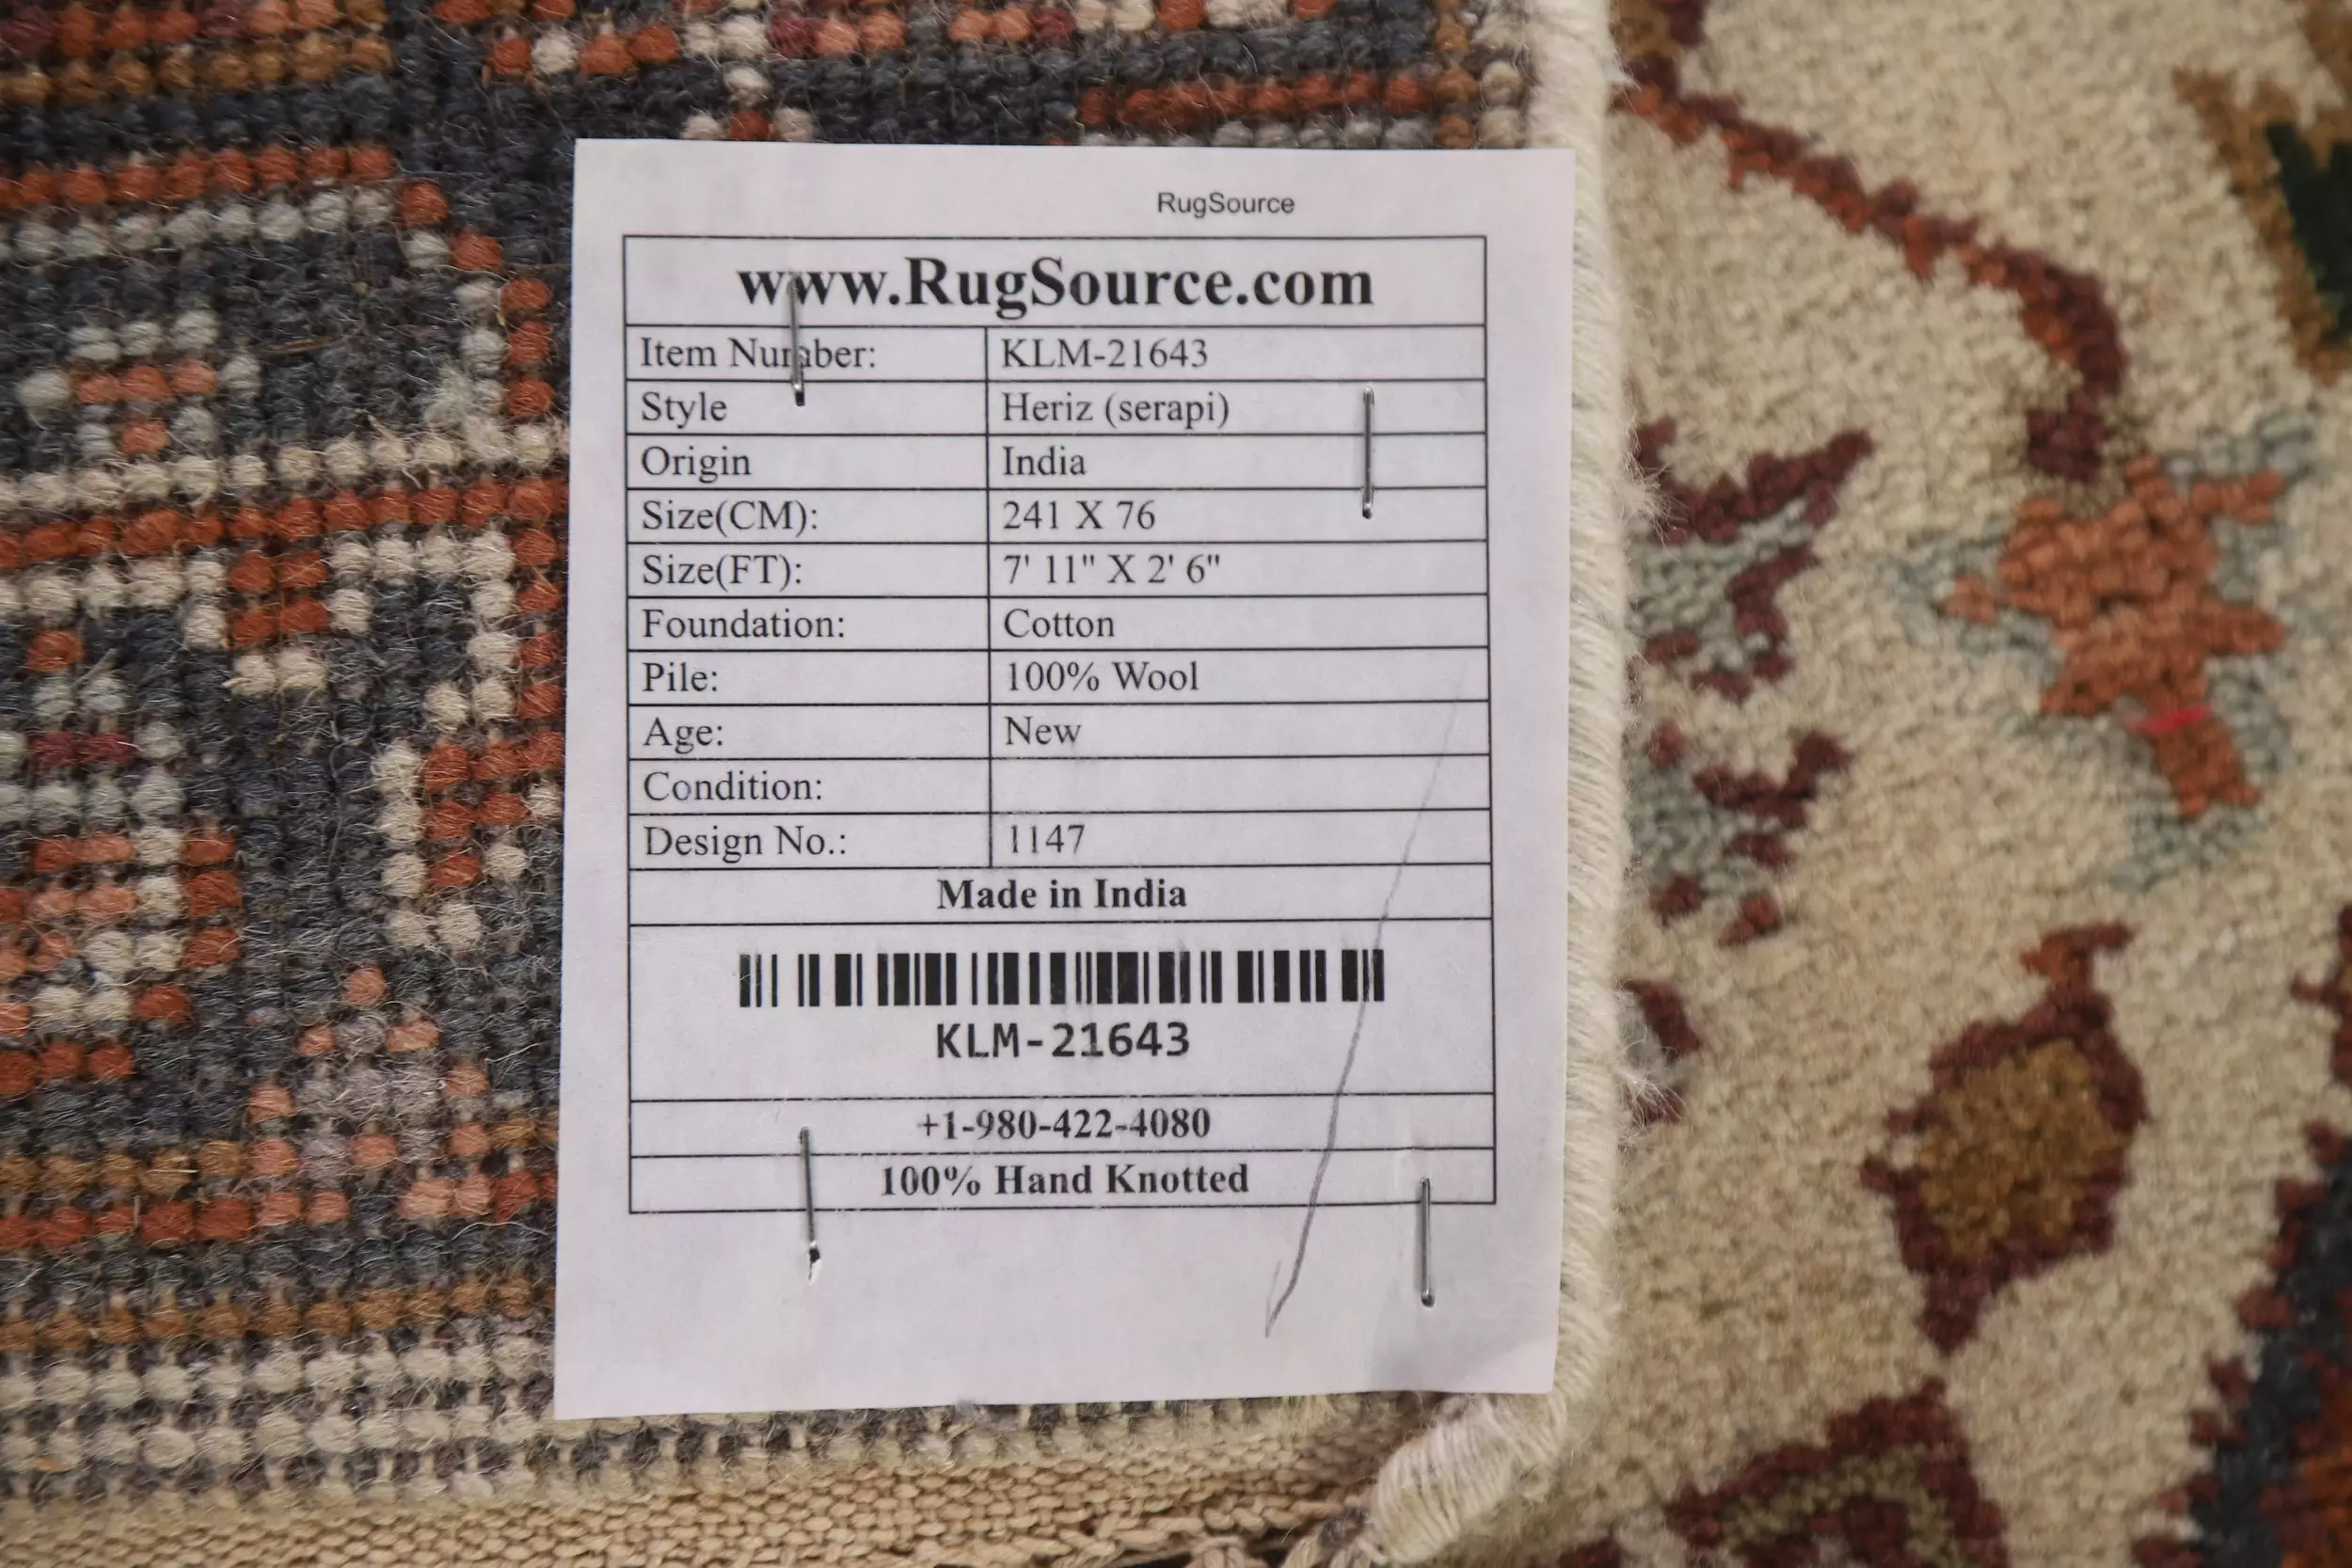 RugSource
www.RugSource.com
Item Number: KLM-21643
Style Heriz (serapi)
Origin India
Size(CM): 241 X 76
Size(FT): 7' 11" X 2' 6"
Foundation: Cotton
Pile: 100% Wool
Age: New
Condition:
Design No.: 1147
Made in India
KLM-21643
+1-980-422-4080
100% Hand Knotted